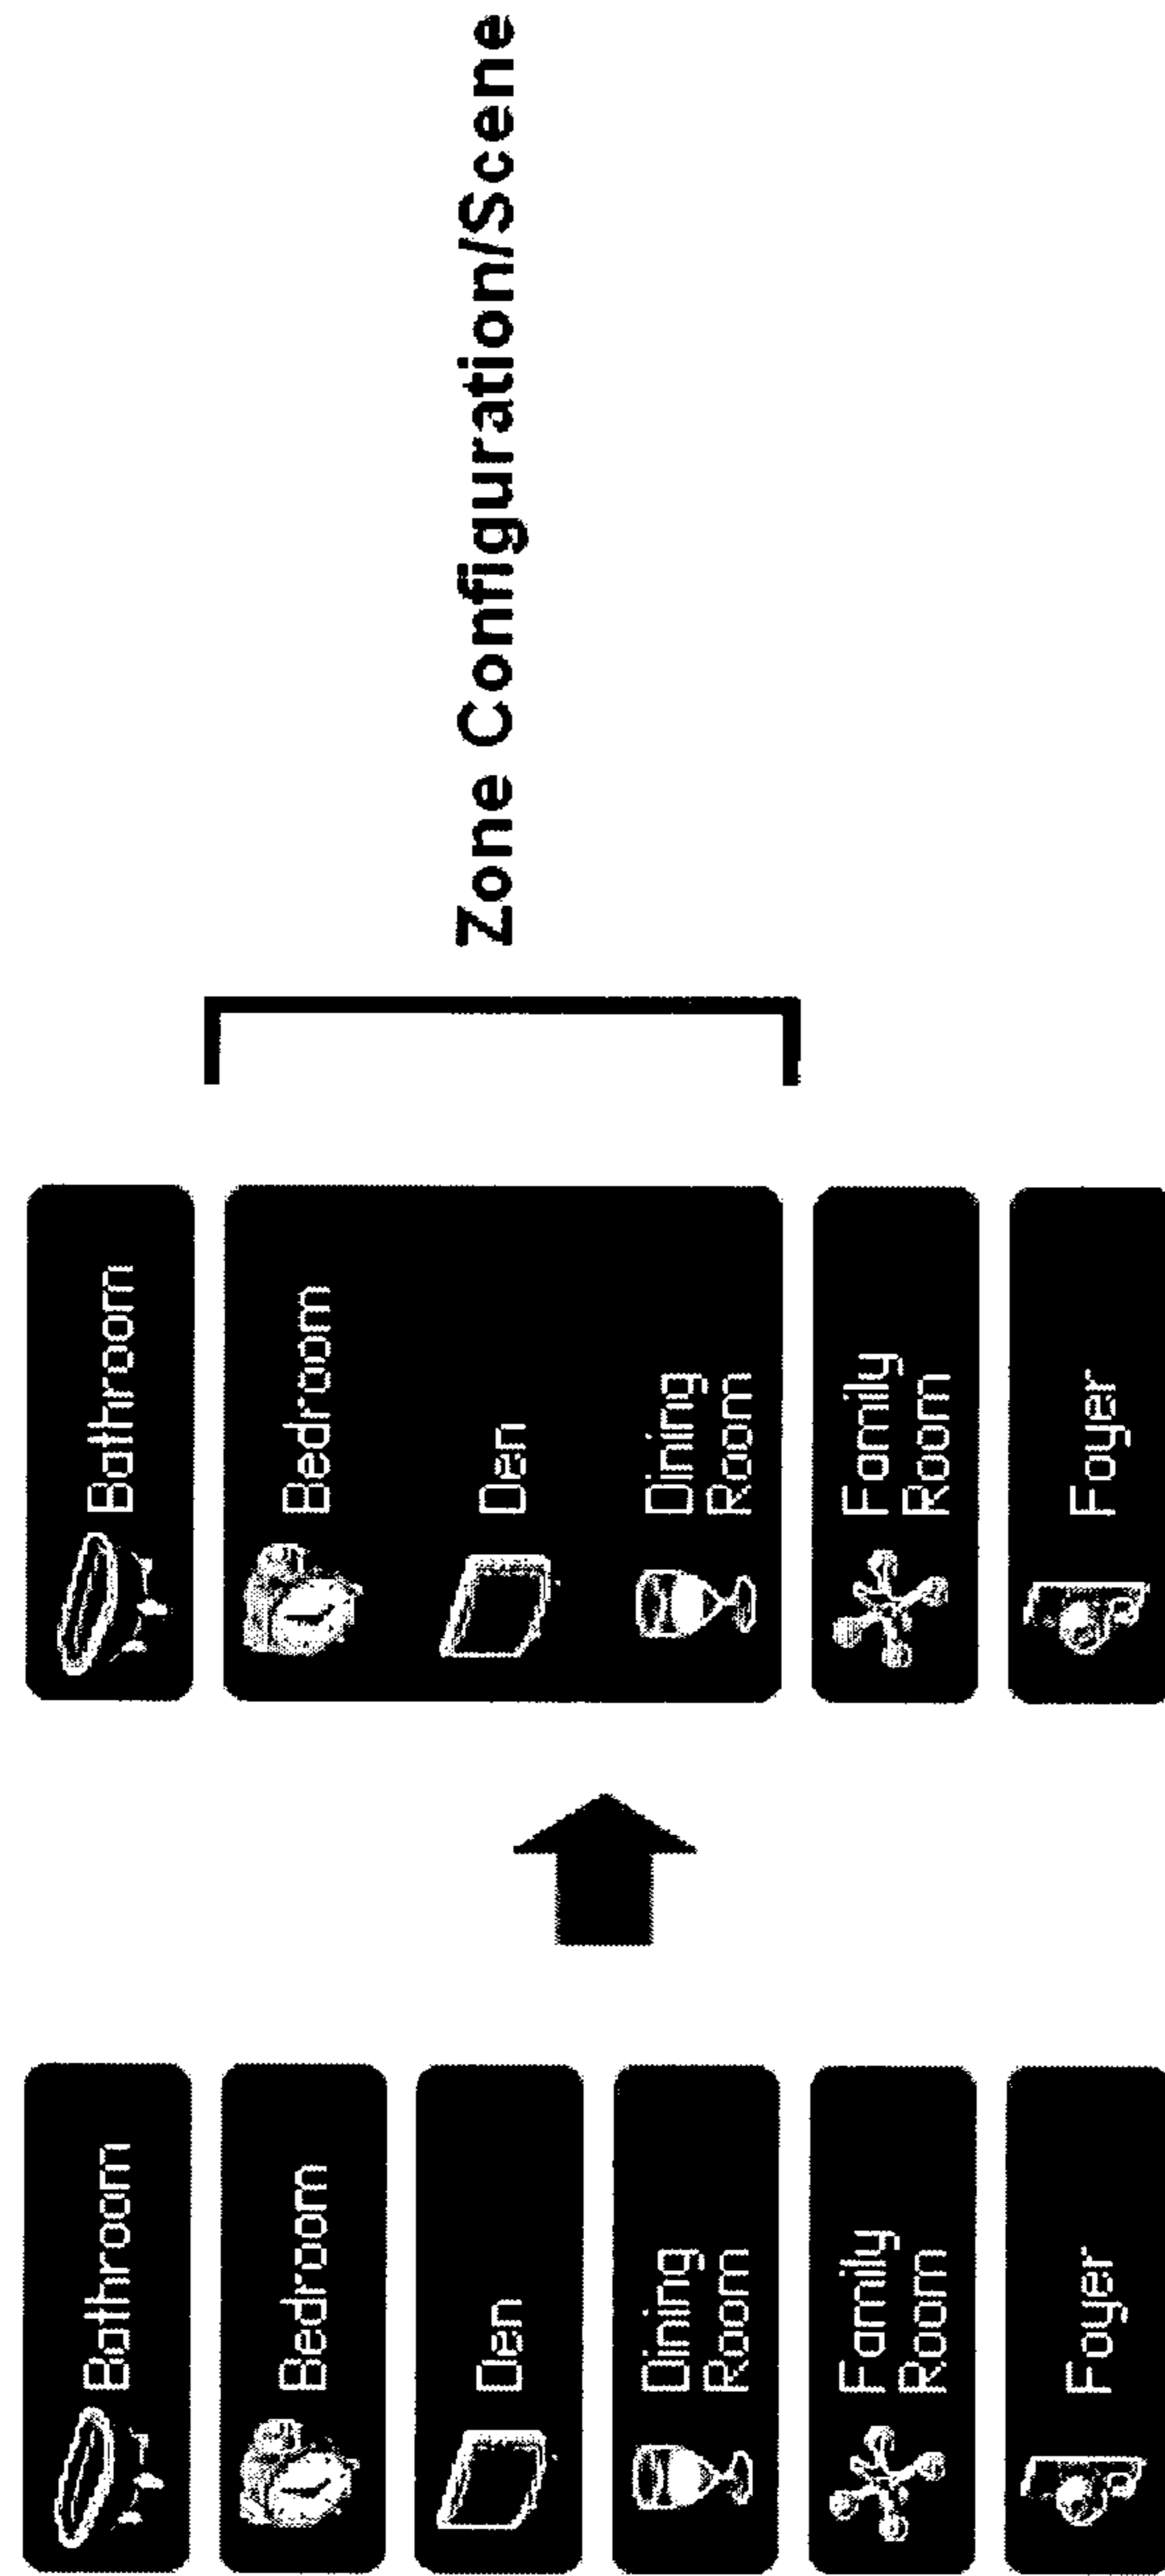 Bathroom
Bedroom
Den
Dining
Room
Family
Room
Foyer
Bathroom
Bedroom
Den
Dining
Room
Family
Room
Foyer
Zone Configuration/Scene